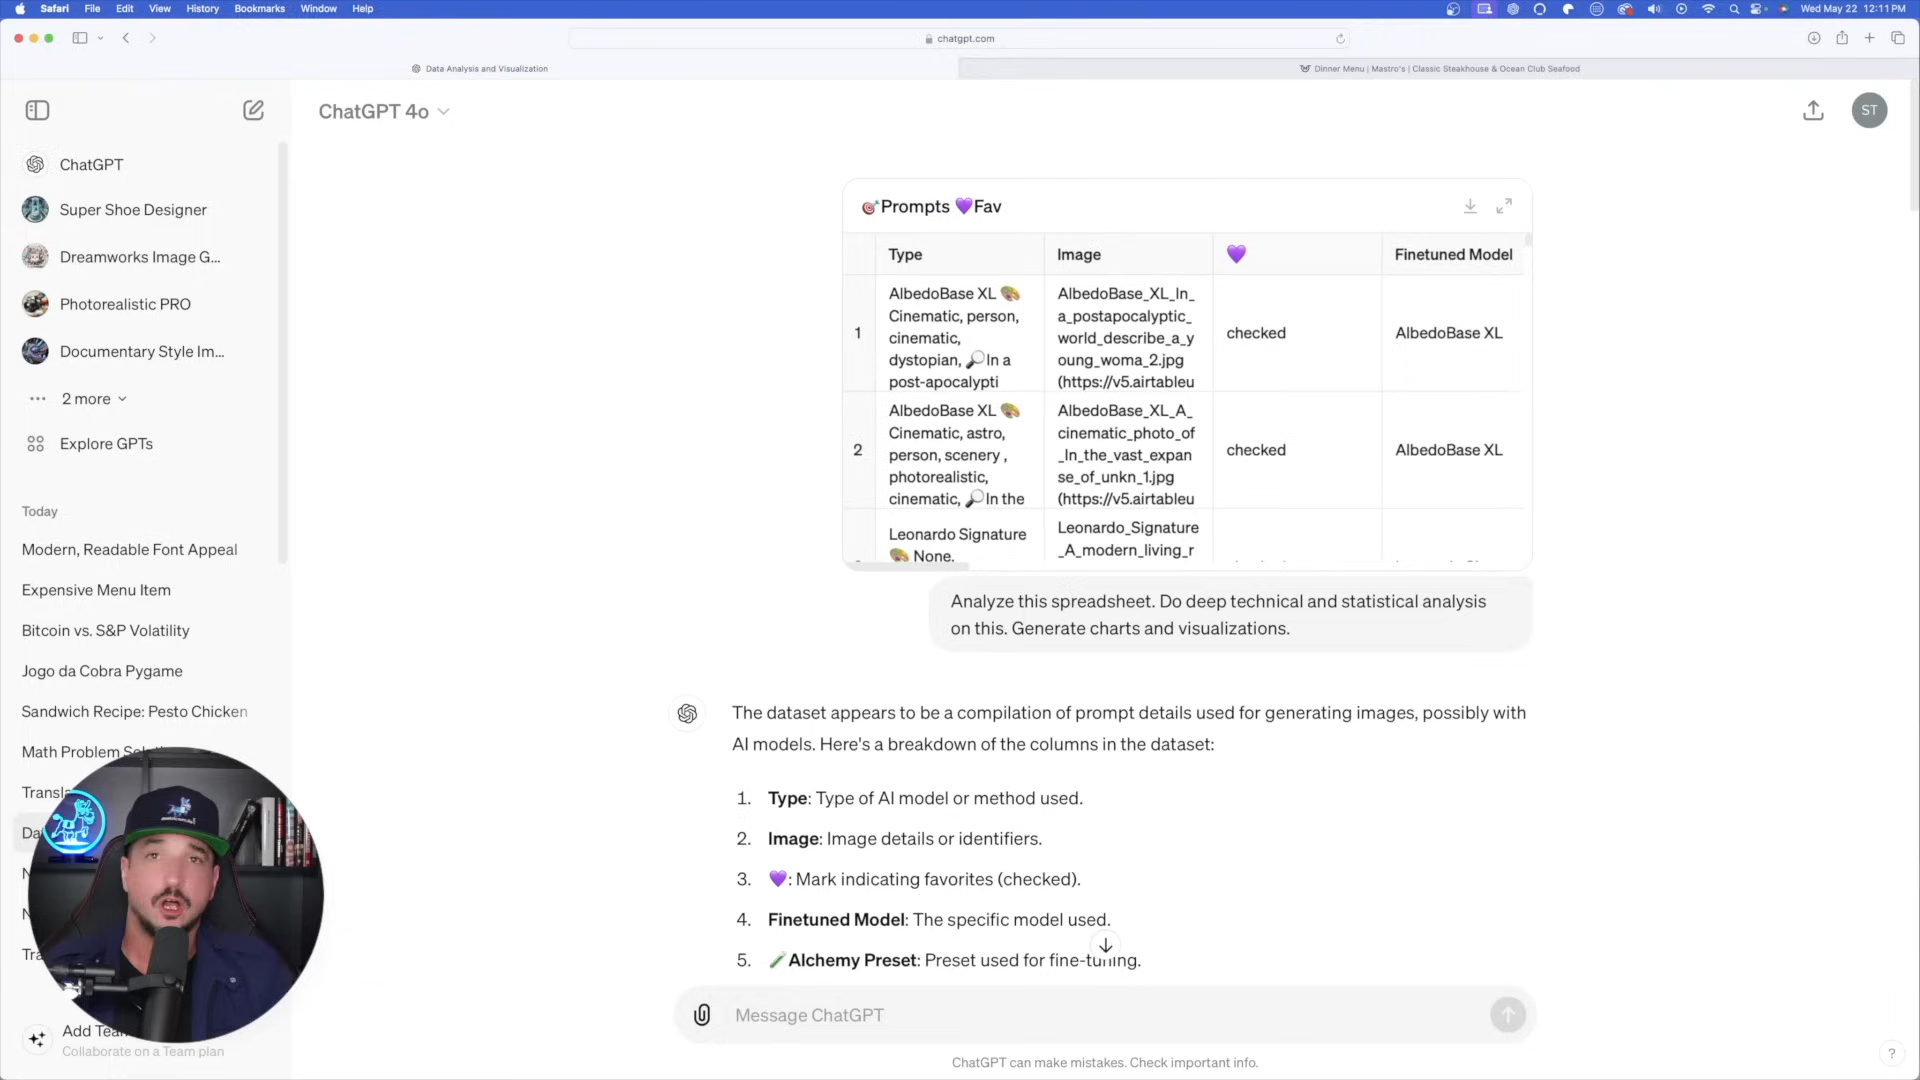 Safari File Edit View History Bookmarks Window Help
Wed May 22 12:11 PM
chatgpt.com
Data Analysis and Visualization
Dinner Menu | Mastro's | Classic Steakhouse & Ocean Club Seafood
ChatGPT 4o
ST
ChatGPT
Super Shoe Designer
Dreamworks Image G...
Photorealistic PRO
Documentary Style Im...
2 more
Explore GPTs
Today
Modern, Readable Font Appeal
Expensive Menu Item
Bitcoin vs. S&P Volatility
Jogo da Cobra Pygame
Sandwich Recipe: Pesto Chicken
Math Problem
🎯Prompts 💜Fav
Type Image 💜 Finetuned Model
1
AlbedoBase XL 🎨
Cinematic, person,
cinematic,
dystopian, 🔎In a
post-apocalypti
AlbedoBase_XL_In_
a_postapocalyptic_
world_describe_a_y
oung_woma_2.jpg
(https://v5.airtableu
checked
AlbedoBase XL
2
AlbedoBase XL 🎨
Cinematic, astro,
person, scenery ,
photorealistic,
cinematic, 🔎In the
AlbedoBase_XL_A_
cinematic_photo_of
_In_the_vast_expan
se_of_unkn_1.jpg
(https://v5.airtableu
checked
AlbedoBase XL
Leonardo Signature
🎨 None.
Leonardo_Signature
_A_modern_living_r
Analyze this spreadsheet. Do deep technical and statistical analysis
on this. Generate charts and visualizations.
The dataset appears to be a compilation of prompt details used for generating images, possibly with
AI models. Here's a breakdown of the columns in the dataset:
1. Type: Type of AI model or method used.
2. Image: Image details or identifiers.
3. 💜: Mark indicating favorites (checked).
4. Finetuned Model: The specific model used.
5. 🧪Alchemy Preset: Preset used for fine-tuning.
Add
Collaborate on a Team plan
Message ChatGPT
ChatGPT can make mistakes. Check important info.
?